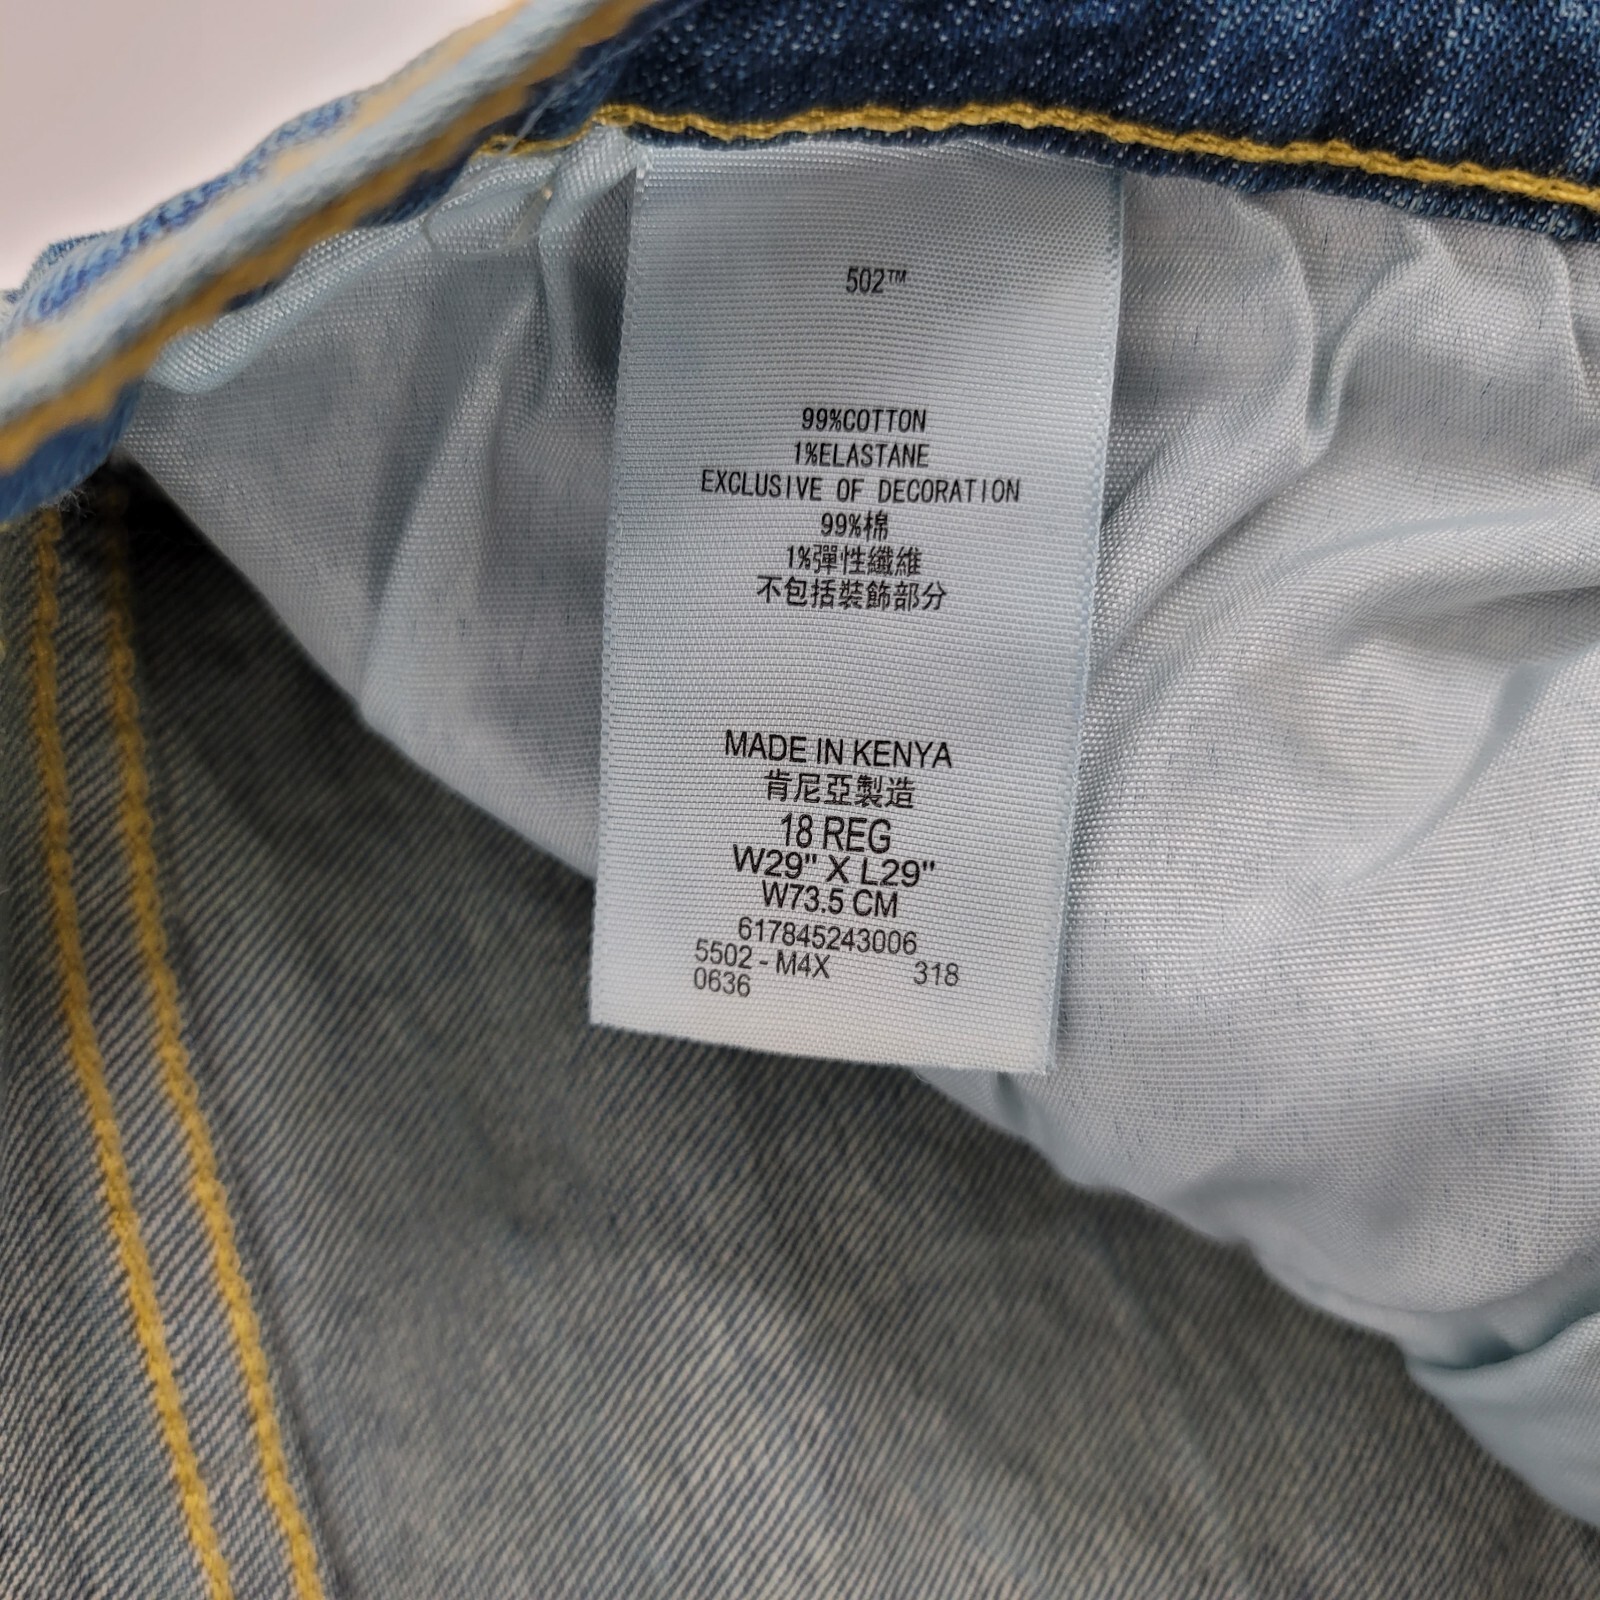 502™
99%COTTON
1%ELASTANE
EXCLUSIVE OF DECORATION
99%棉
1%彈性纖維
不包括裝飾部分
MADE IN KENYA
肯尼亞製造
18 REG
W29" X L29"
W73.5 CM
617845243006
5502 - M4X 318
0636